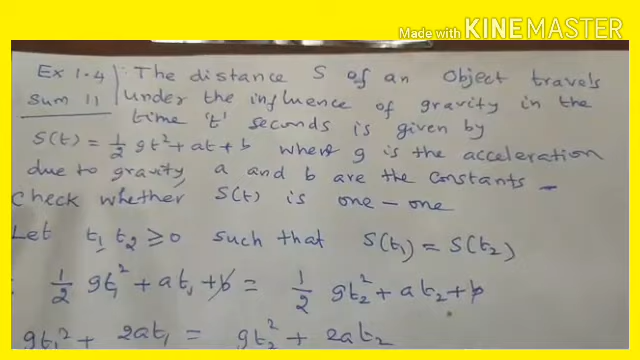 Made with KINEMASTER
Ex 1.4 : The distance S of an Object travels
Sum 11 under the influence of gravity in the
time 't' seconds is given by
S(t) = 1/2 gt² + at + b where g is the acceleration
due to gravity, a and b are the constants -
Check whether S(t) is one - one
Let t₁ t₂ ≥ 0 such that S(t₁) = S(t₂)
: 1/2 gt₁² + at₁ + b = 1/2 gt₂² + at₂ + b
gt₁² + 2at₁ = gt₂² + 2at₂